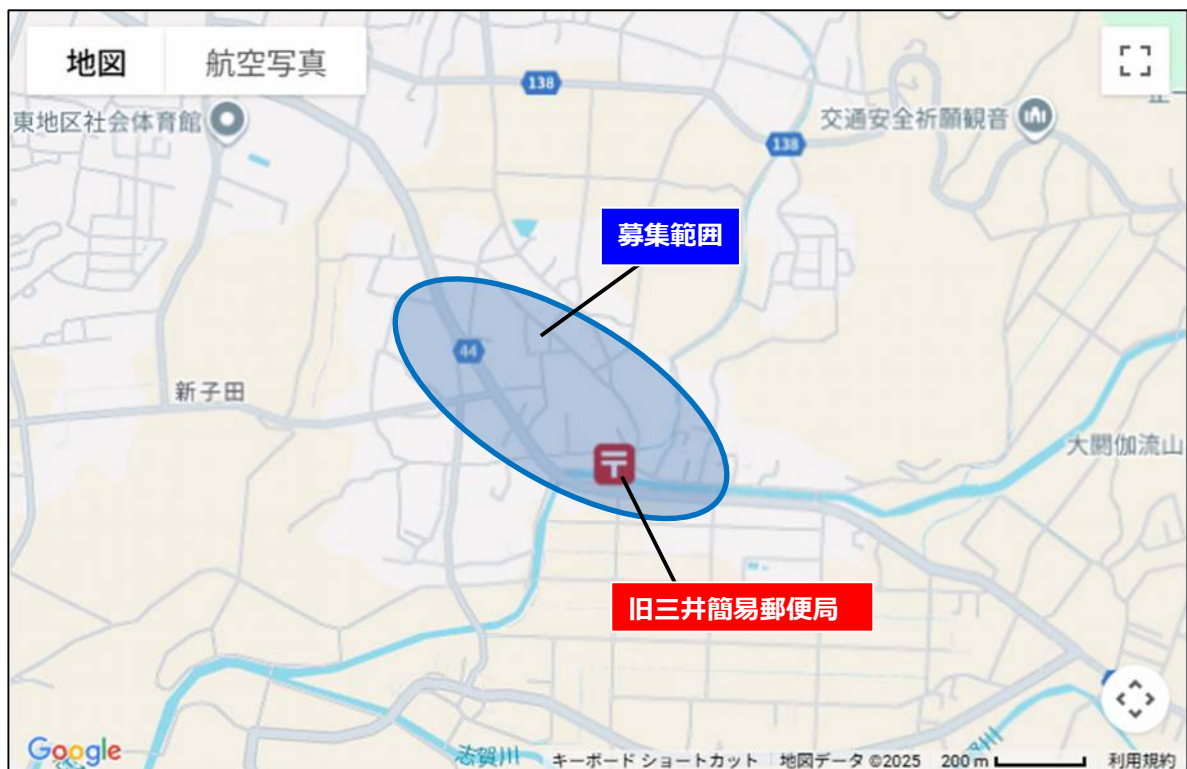 地図 航空写真
138
東地区社会体育館
交通安全祈願観音
138
募集範囲
44
新子田
大閼伽流山
旧三井簡易郵便局
Google
志賀川
キーボード ショートカット 地図データ ©2025 200 m 利用規約